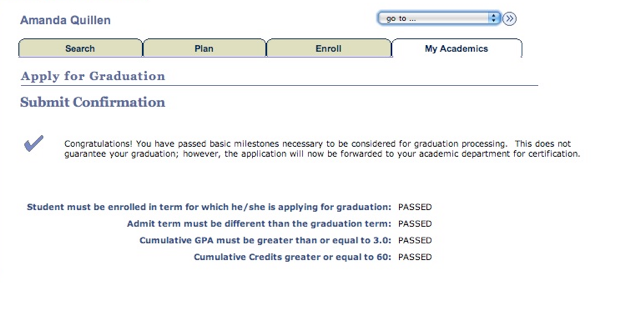 Amanda Quillen
go to ...
Search Plan Enroll My Academics
Apply for Graduation
Submit Confirmation
Congratulations! You have passed basic milestones necessary to be considered for graduation processing. This does not
guarantee your graduation; however, the application will now be forwarded to your academic department for certification.
Student must be enrolled in term for which he/she is applying for graduation: PASSED
Admit term must be different than the graduation term: PASSED
Cumulative GPA must be greater than or equal to 3.0: PASSED
Cumulative Credits greater or equal to 60: PASSED